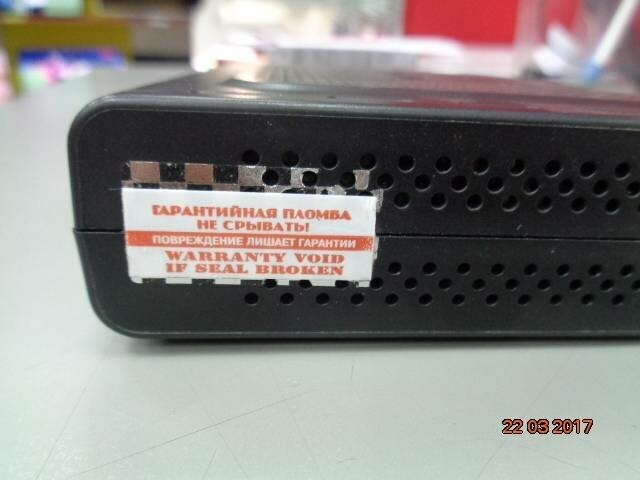 ГАРАНТИЙНАЯ ПЛОМБА
НЕ СРЫВАТЬ!
ПОВРЕЖДЕНИЕ ЛИШАЕТ ГАРАНТИИ
WARRANTY VOID
IF SEAL BROKEN
22 03 2017